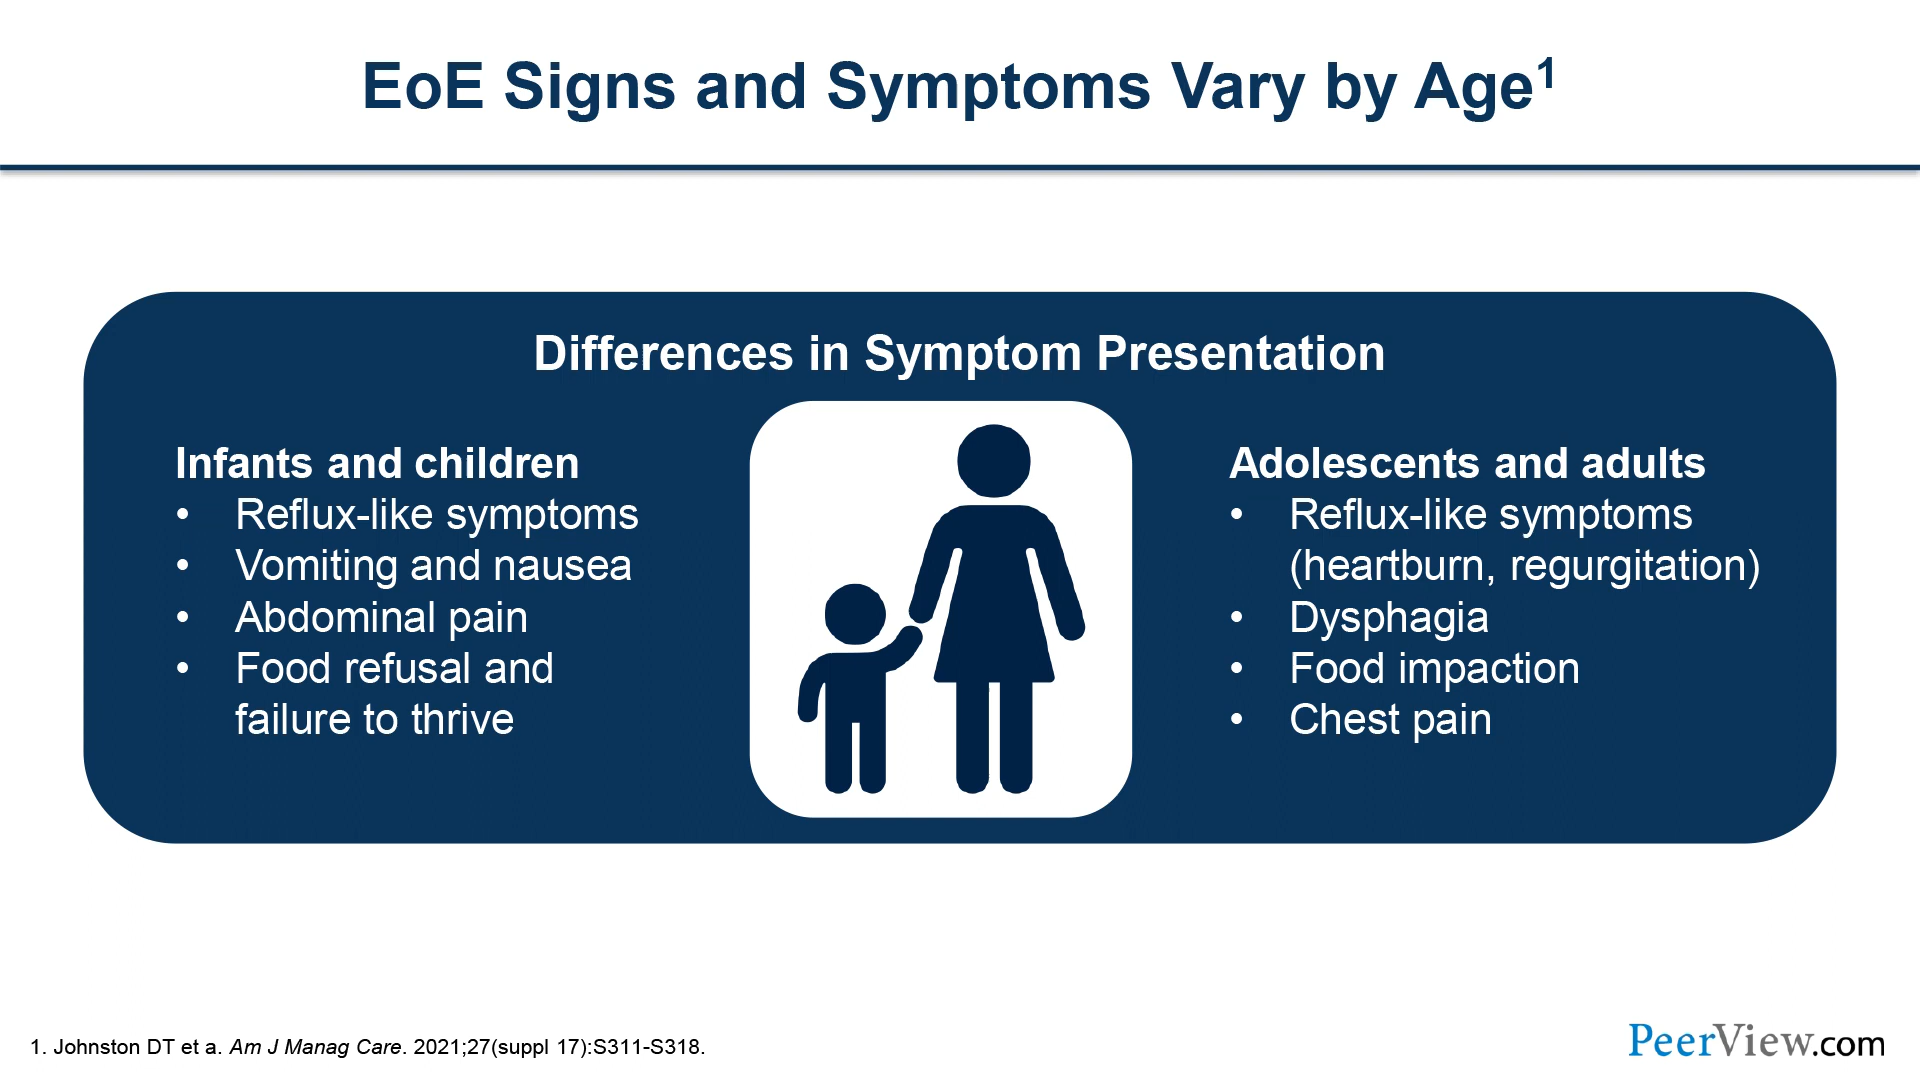 EoE Signs and Symptoms Vary by Age¹
Differences in Symptom Presentation
Infants and children
• Reflux-like symptoms
• Vomiting and nausea
• Abdominal pain
• Food refusal and
failure to thrive
Adolescents and adults
• Reflux-like symptoms
(heartburn, regurgitation)
• Dysphagia
• Food impaction
• Chest pain
1. Johnston DT et a. Am J Manag Care. 2021;27(suppl 17):S311-S318.
PeerView.com